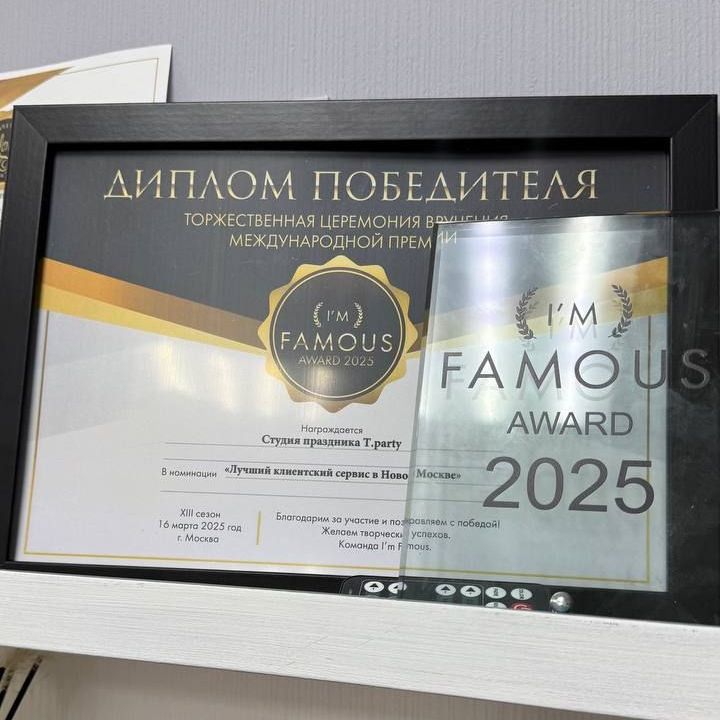 ДИПЛОМ ПОБЕДИТЕЛЯ
ТОРЖЕСТВЕННАЯ ЦЕРЕМОНИЯ ВРУЧЕНИЯ
МЕЖДУНАРОДНОЙ ПРЕМИИ
I'M
FAMOUS
AWARD 2025
Награждается
Студия праздника T.party
В номинации «Лучший клиентский сервис в Ново Москве»
XIII сезон
16 марта 2025 год
г. Москва
Благодарим за участие и поздравляем с победой!
Желаем творческих успехов.
Команда I'm Famous.
I'M
FAMOUS
AWARD
2025